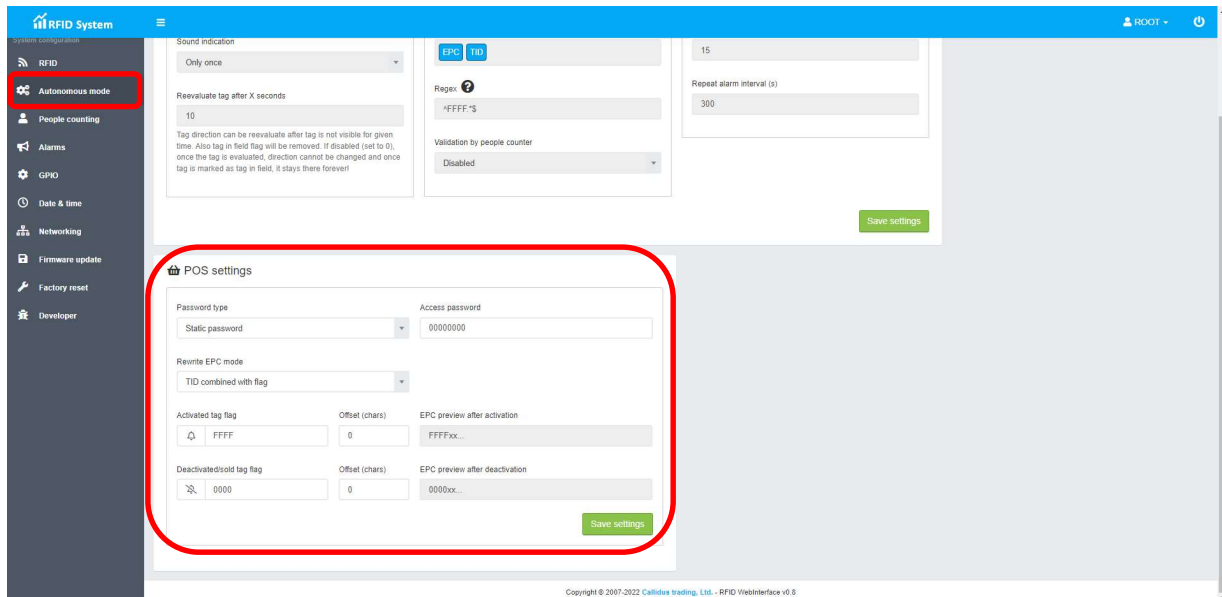 RFID System
ROOT
System configuration
RFID
Autonomous mode
People counting
Alarms
GPIO
Date & time
Networking
Firmware update
Factory reset
Developer
Sound indication
Only once
Reevaluate tag after X seconds
10
Tag direction can be reevaluate after tag is not visible for given
time. Also tag in field flag will be removed. If disabled (set to 0),
once the tag is evaluated, direction cannot be changed and once
tag is marked as tag in field, it stays there forever!
EPC TID
Regex ?
^FFFF.*$
Validation by people counter
Disabled
15
Repeat alarm interval (s)
300
Save settings
POS settings
Password type
Static password
Access password
00000000
Rewrite EPC mode
TID combined with flag
Activated tag flag Offset (chars) EPC preview after activation
FFFF 0 FFFFxx...
Deactivated/sold tag flag Offset (chars) EPC preview after deactivation
0000 0 0000xx...
Save settings
Copyright © 2007-2022 Callidus trading, Ltd. - RFID WebInterface v0.8